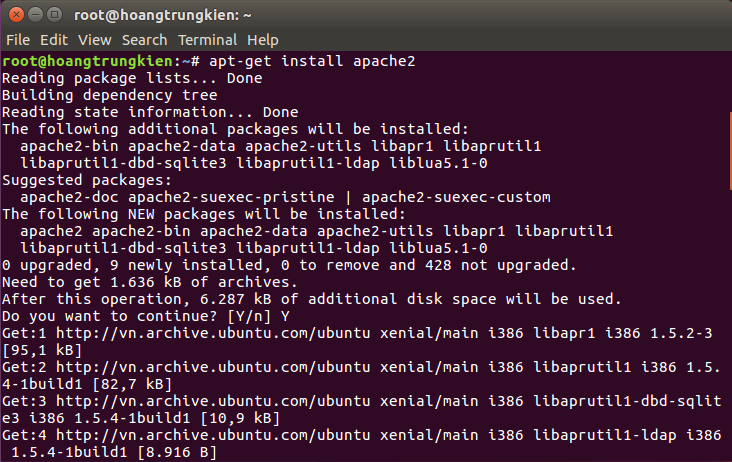 root@hoangtrungkien: ~
File Edit View Search Terminal Help
root@hoangtrungkien:~# apt-get install apache2
Reading package lists... Done
Building dependency tree
Reading state information... Done
The following additional packages will be installed:
  apache2-bin apache2-data apache2-utils libapr1 libaprutil1
  libaprutil1-dbd-sqlite3 libaprutil1-ldap liblua5.1-0
Suggested packages:
  apache2-doc apache2-suexec-pristine | apache2-suexec-custom
The following NEW packages will be installed:
  apache2 apache2-bin apache2-data apache2-utils libapr1 libaprutil1
  libaprutil1-dbd-sqlite3 libaprutil1-ldap liblua5.1-0
0 upgraded, 9 newly installed, 0 to remove and 428 not upgraded.
Need to get 1.636 kB of archives.
After this operation, 6.287 kB of additional disk space will be used.
Do you want to continue? [Y/n] Y
Get:1 http://vn.archive.ubuntu.com/ubuntu xenial/main i386 libapr1 i386 1.5.2-3
[95,1 kB]
Get:2 http://vn.archive.ubuntu.com/ubuntu xenial/main i386 libaprutil1 i386 1.5.
4-1build1 [82,7 kB]
Get:3 http://vn.archive.ubuntu.com/ubuntu xenial/main i386 libaprutil1-dbd-sqlit
e3 i386 1.5.4-1build1 [10,9 kB]
Get:4 http://vn.archive.ubuntu.com/ubuntu xenial/main i386 libaprutil1-ldap i386
 1.5.4-1build1 [8.916 B]